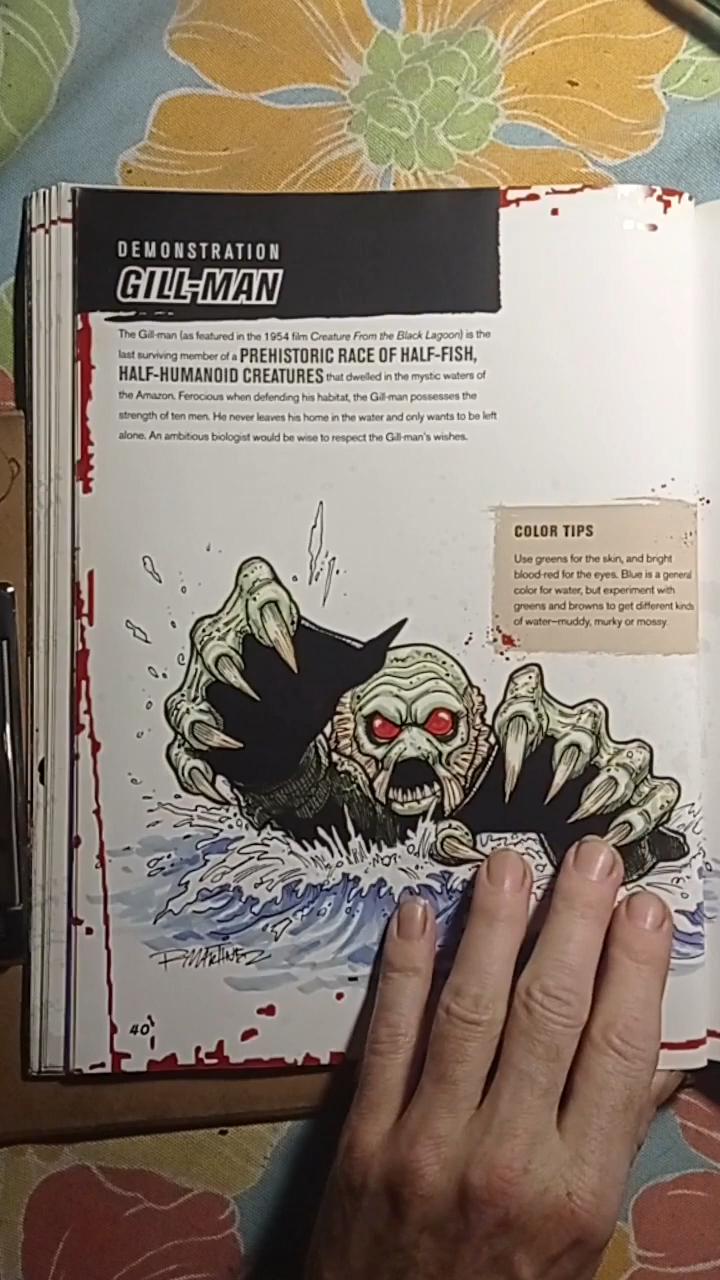 DEMONSTRATION
GILL-MAN
The Gill-man (as featured in the 1954 film Creature From the Black Lagoon) is the
last surviving member of a PREHISTORIC RACE OF HALF-FISH,
HALF-HUMANOID CREATURES that dwelled in the mystic waters of
the Amazon. Ferocious when defending his habitat, the Gill-man possesses the
strength of ten men. He never leaves his home in the water and only wants to be left
alone. An ambitious biologist would be wise to respect the Gill-man's wishes.
COLOR TIPS
Use greens for the skin, and bright
blood-red for the eyes. Blue is a general
color for water, but experiment with
greens and browns to get different kinds
of water—muddy, murky or mossy.
P.MARTINEZ
40